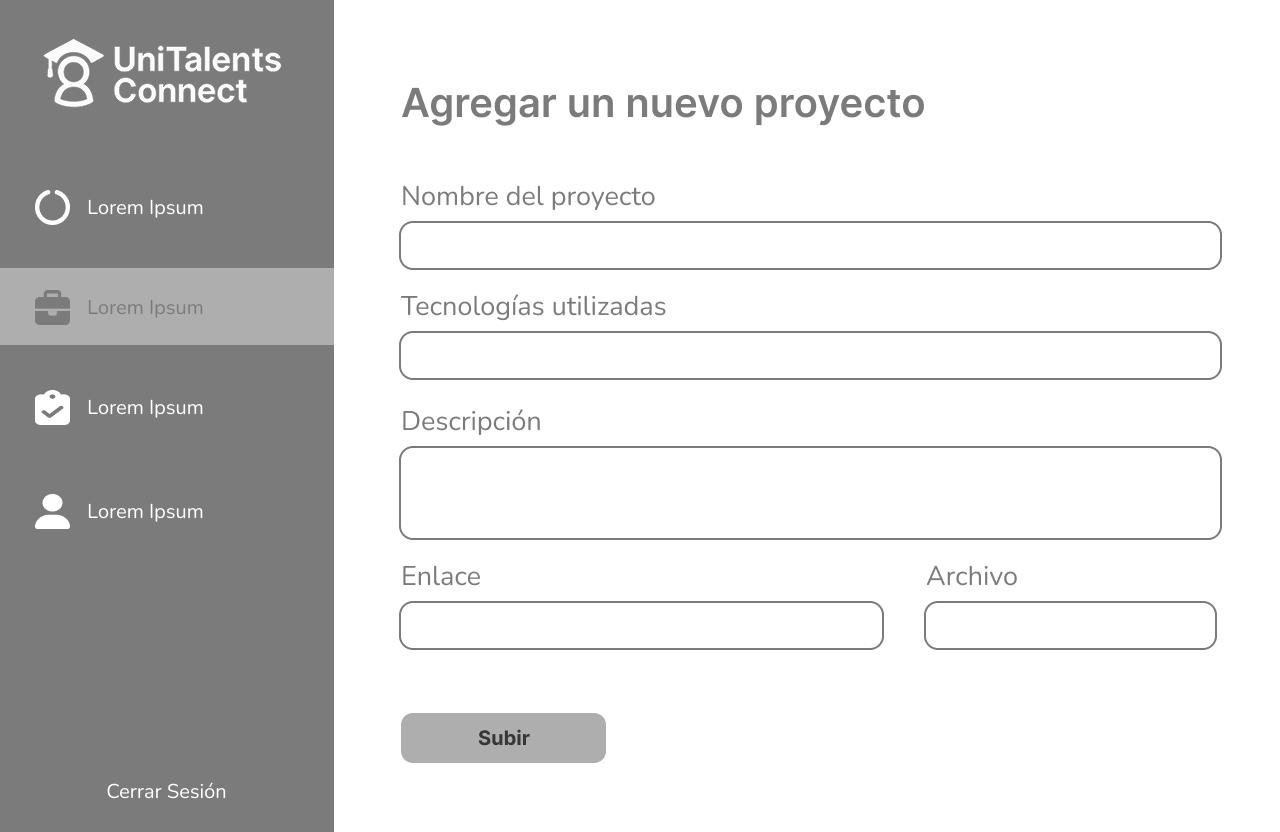 UniTalents
Connect
Lorem Ipsum
Lorem Ipsum
Lorem Ipsum
Lorem Ipsum
Cerrar Sesión
Agregar un nuevo proyecto
Nombre del proyecto
Tecnologías utilizadas
Descripción
Enlace
Archivo
Subir